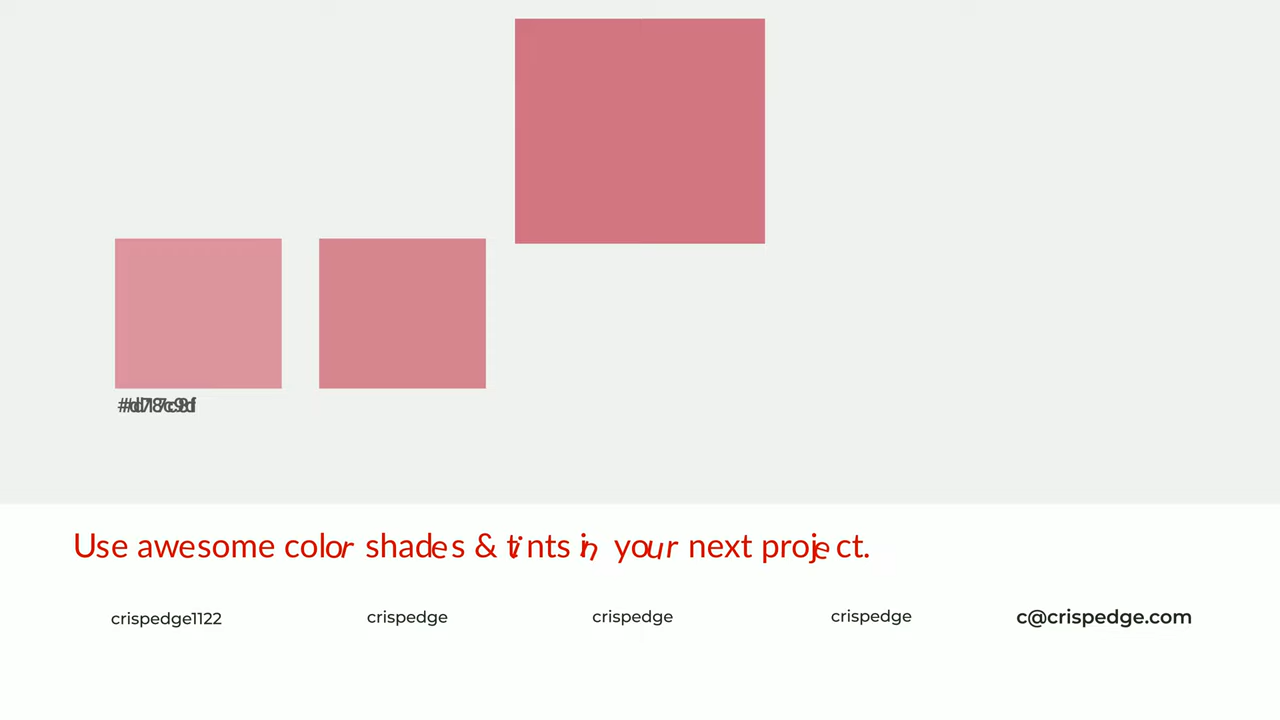 Use awesome color shades & tints in your next project.
crispedge1122 crispedge crispedge crispedge c@crispedge.com